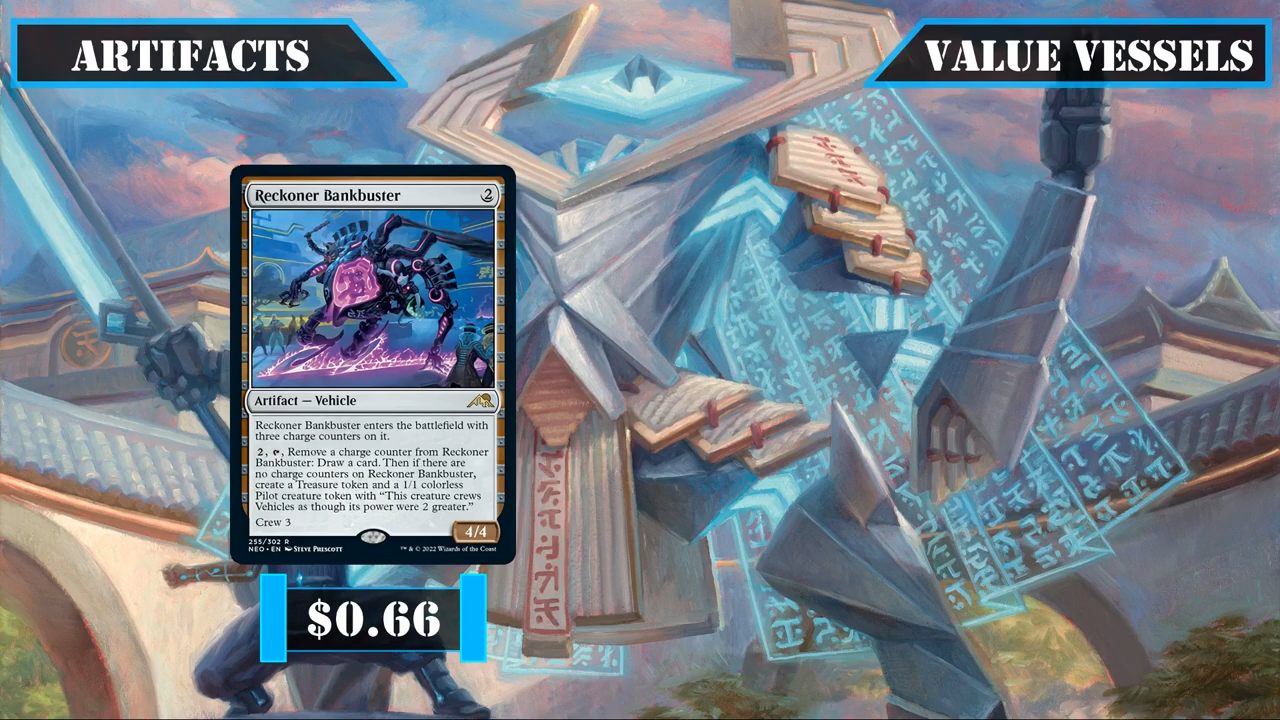 ARTIFACTS
VALUE VESSELS
Reckoner Bankbuster 2
Artifact — Vehicle
Reckoner Bankbuster enters the battlefield with
three charge counters on it.
2, T, Remove a charge counter from Reckoner
Bankbuster: Draw a card. Then if there are
no charge counters on Reckoner Bankbuster,
create a Treasure token and a 1/1 colorless
Pilot creature token with “This creature crews
Vehicles as though its power were 2 greater.”
Crew 3
4/4
255/302 R
NEO • EN STEVE PRESCOTT
™ & © 2022 Wizards of the Coast
$0.66